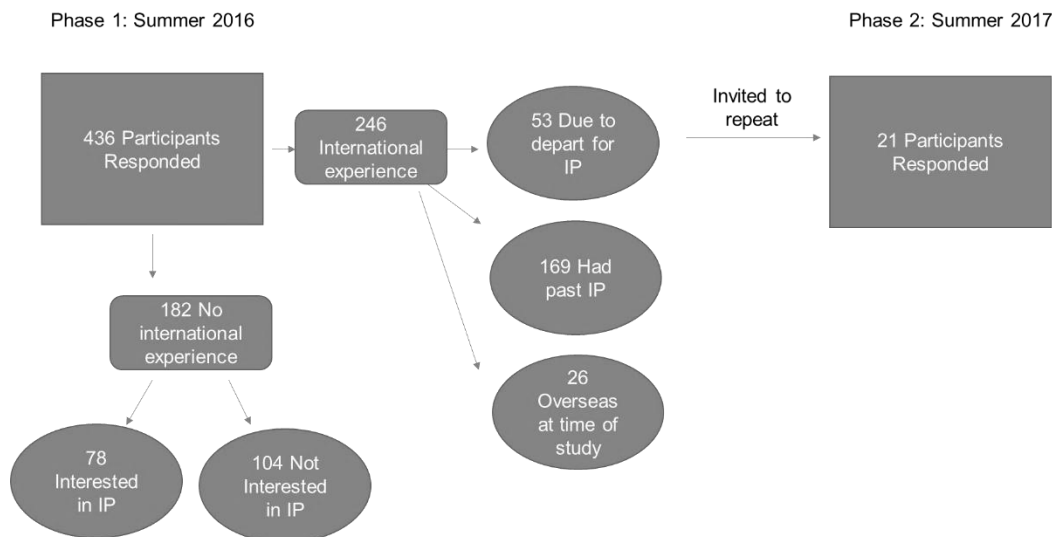 Phase 1: Summer 2016
Phase 2: Summer 2017
436 Participants
Responded
246
International
experience
53 Due to
depart for
IP
Invited to
repeat
21 Participants
Responded
169 Had
past IP
182 No
international
experience
26
Overseas
at time of
study
78
Interested
in IP
104 Not
Interested
in IP